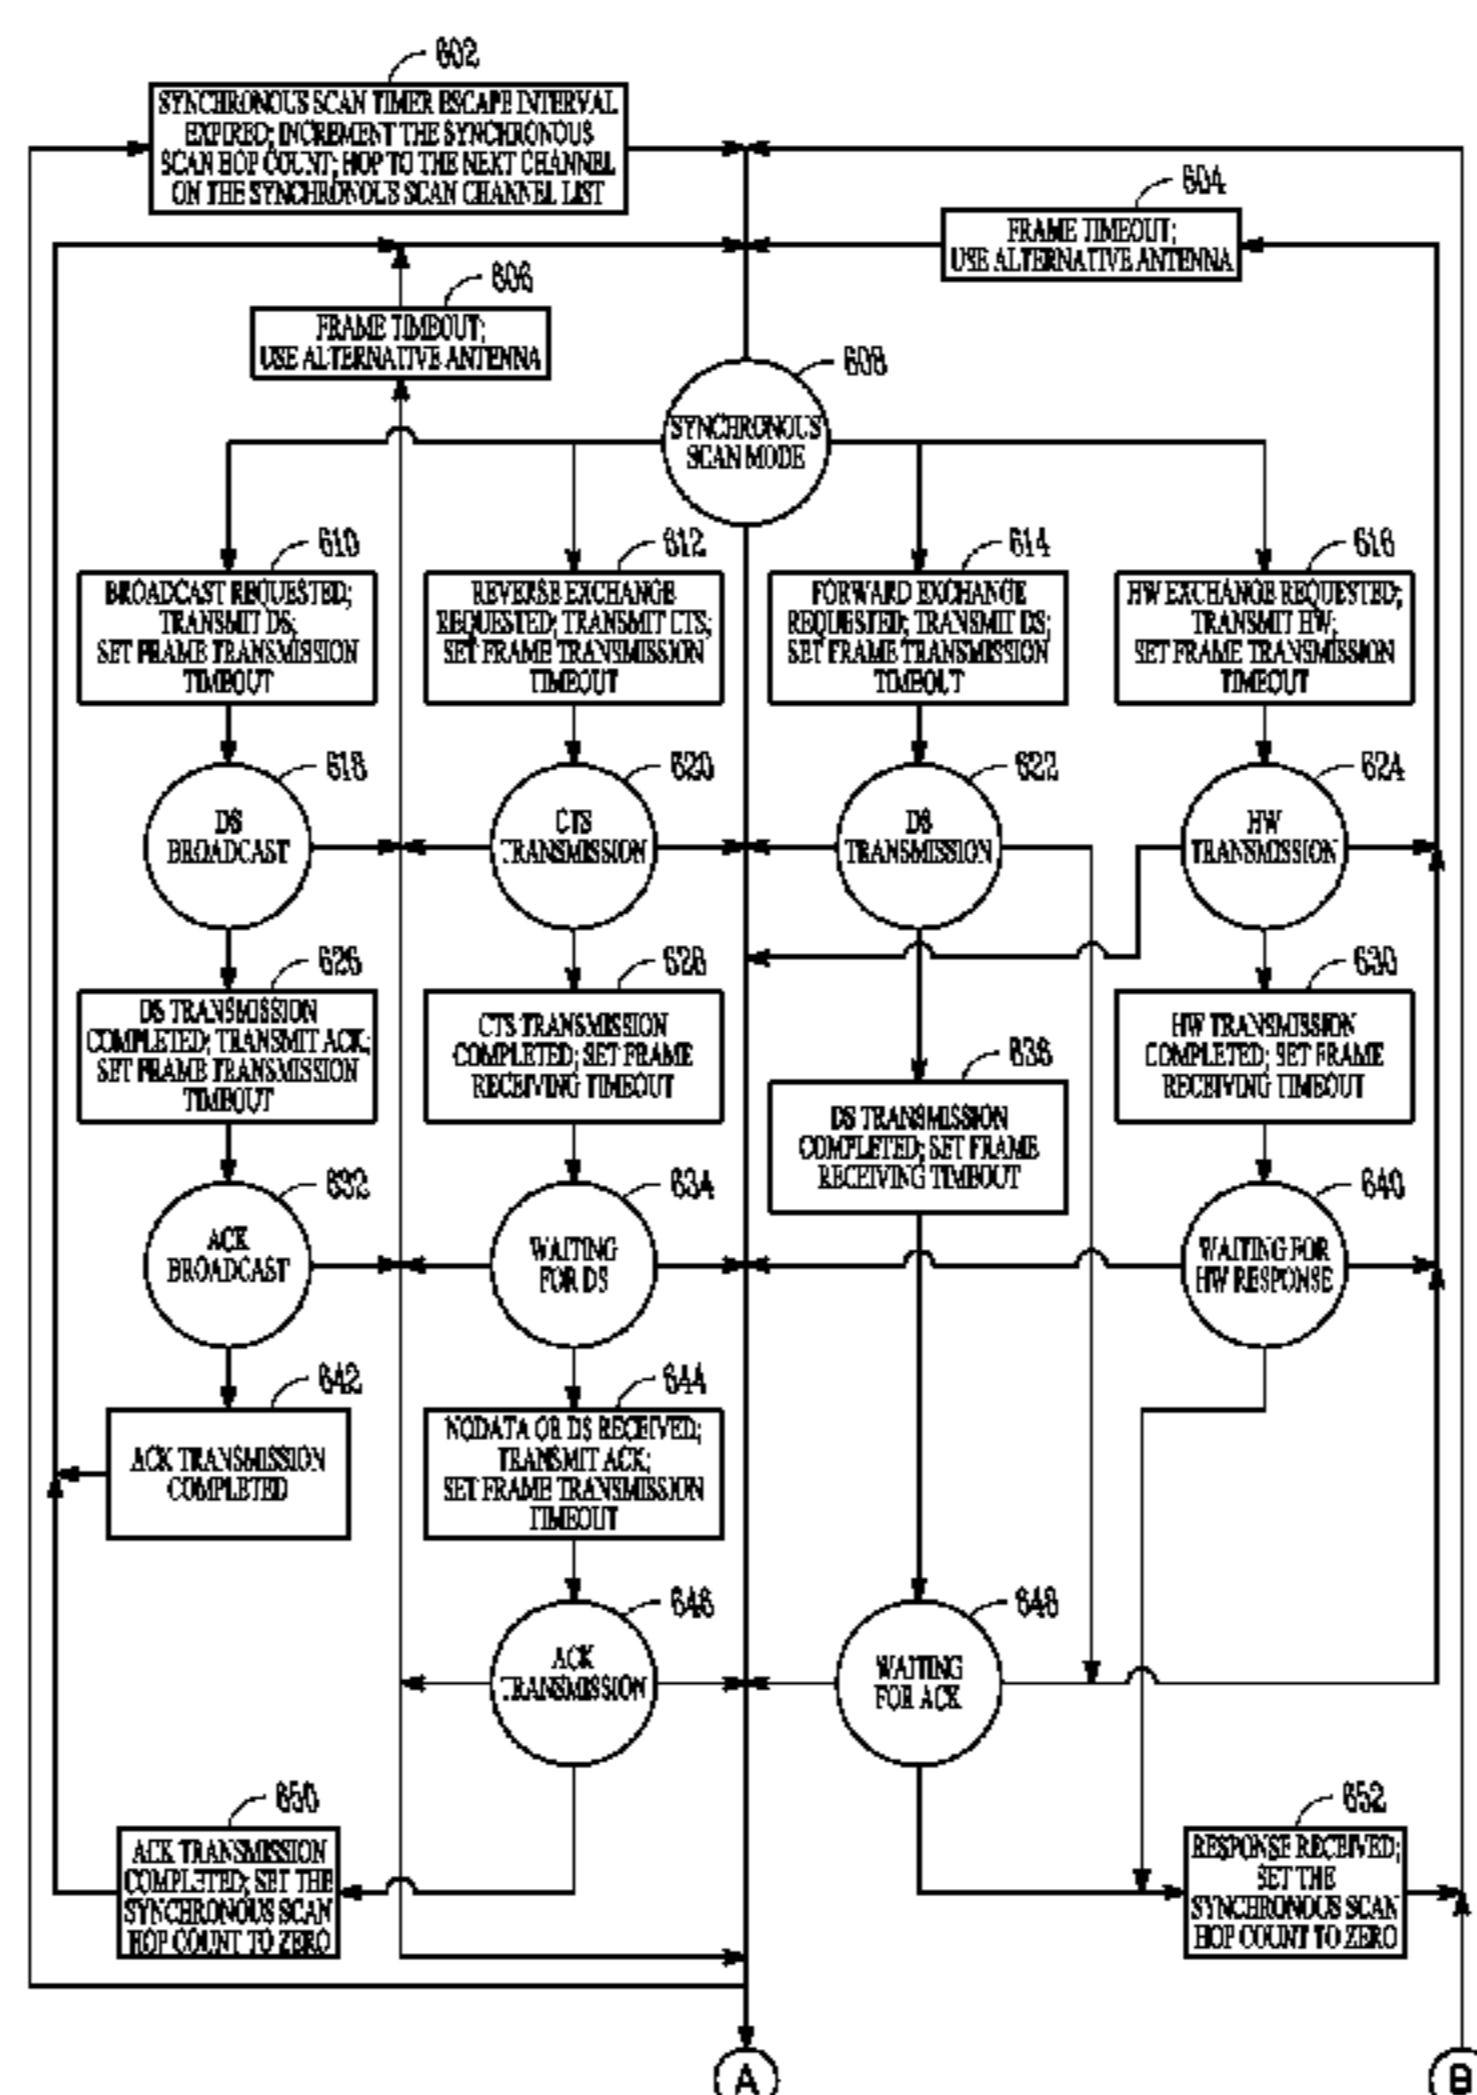 602
SYNCHRONOUS SCAN TIMER ESCAPE INTERVAL
EXPIRED; INCREMENT THE SYNCHRONOUS
SCAN HOP COUNT; HOP TO THE NEXT CHANNEL
ON THE SYNCHRONOUS SCAN CHANNEL LIST
604
FRAME TIMEOUT;
USE ALTERNATIVE ANTENNA
606
FRAME TIMEOUT;
USE ALTERNATIVE ANTENNA
608
SYNCHRONOUS
SCAN MODE
610
BROADCAST REQUESTED;
TRANSMIT DS;
SET FRAME TRANSMISSION
TIMEOUT
612
REVERSE EXCHANGE
REQUESTED; TRANSMIT CTS;
SET FRAME TRANSMISSION
TIMEOUT
614
FORWARD EXCHANGE
REQUESTED; TRANSMIT DS;
SET FRAME TRANSMISSION
TIMEOUT
616
HW EXCHANGE REQUESTED;
TRANSMIT HW;
SET FRAME TRANSMISSION
TIMEOUT
618
DS
BROADCAST
620
CTS
TRANSMISSION
622
DS
TRANSMISSION
624
HW
TRANSMISSION
626
DS TRANSMISSION
COMPLETED; TRANSMIT ACK;
SET FRAME TRANSMISSION
TIMEOUT
628
CTS TRANSMISSION
COMPLETED; SET FRAME
RECEIVING TIMEOUT
630
HW TRANSMISSION
COMPLETED; SET FRAME
RECEIVING TIMEOUT
638
DS TRANSMISSION
COMPLETED; SET FRAME
RECEIVING TIMEOUT
632
ACK
BROADCAST
634
WAITING
FOR DS
640
WAITING FOR
HW RESPONSE
642
ACK TRANSMISSION
COMPLETED
644
NODATA OR DS RECEIVED;
TRANSMIT ACK;
SET FRAME TRANSMISSION
TIMEOUT
646
ACK
TRANSMISSION
648
WAITING
FOR ACK
650
ACK TRANSMISSION
COMPLETED; SET THE
SYNCHRONOUS SCAN
HOP COUNT TO ZERO
652
RESPONSE RECEIVED;
SET THE
SYNCHRONOUS SCAN
HOP COUNT TO ZERO
A
B